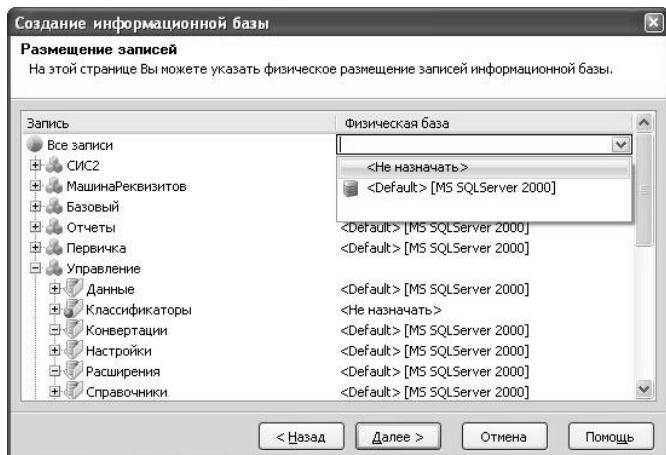 Создание информационной базы
Размещение записей
На этой странице Вы можете указать физическое размещение записей информационной базы.
Запись Физическая база
Все записи
<Не назначать>
СИС2
<Default> [MS SQLServer 2000]
МашинаРеквизитов
Базовый
Отчеты <Default> [MS SQLServer 2000]
Первичка <Default> [MS SQLServer 2000]
Управление
Данные <Default> [MS SQLServer 2000]
Классификаторы <Не назначать>
Конвертации <Default> [MS SQLServer 2000]
Настройки <Default> [MS SQLServer 2000]
Расширения <Default> [MS SQLServer 2000]
Справочники <Default> [MS SQLServer 2000]
< Назад Далее > Отмена Помощь